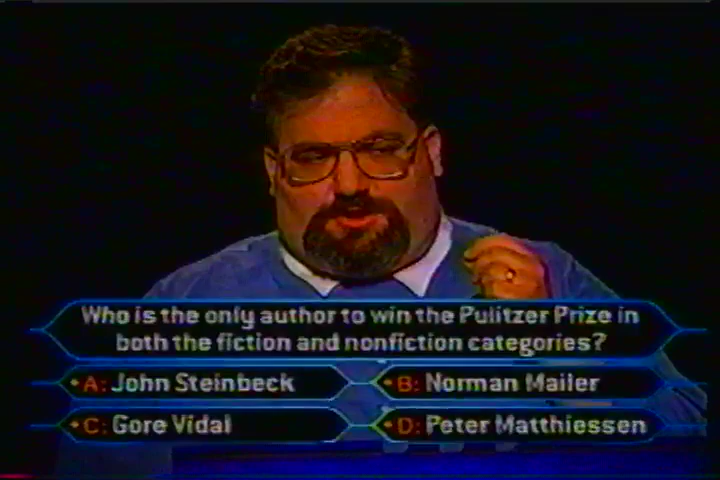 Who is the only author to win the Pulitzer Prize in
both the fiction and nonfiction categories?
A: John Steinbeck
B: Norman Mailer
C: Gore Vidal
D: Peter Matthiessen